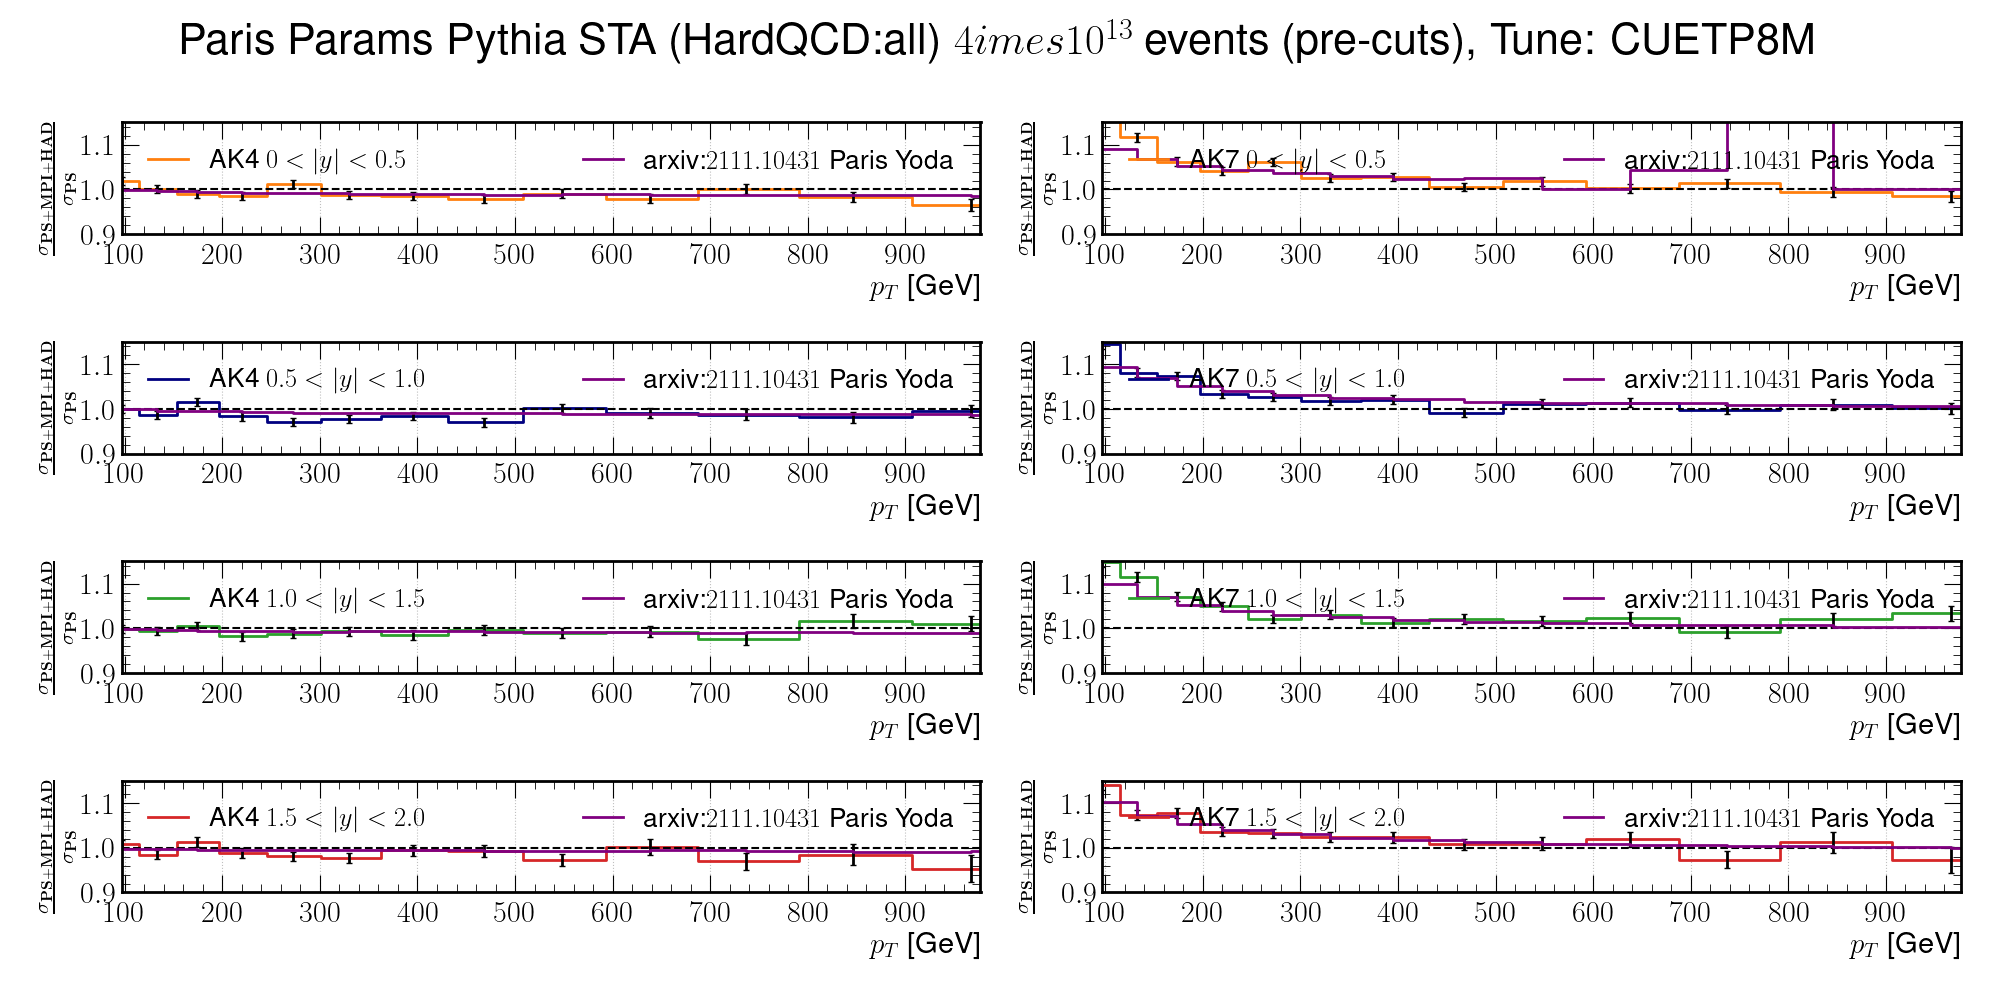 Paris Params Pythia STA (HardQCD:all) 4imes10¹³ events (pre-cuts), Tune: CUETP8M
σPS+MPI+HAD
σPS
1.1
1.0
0.9
AK4 0 < |y| < 0.5
arxiv:2111.10431 Paris Yoda
100 200 300 400 500 600 700 800 900
pT [GeV]
σPS+MPI+HAD
σPS
1.1
1.0
0.9
AK7 0 < |y| < 0.5
arxiv:2111.10431 Paris Yoda
100 200 300 400 500 600 700 800 900
pT [GeV]
σPS+MPI+HAD
σPS
1.1
1.0
0.9
AK4 0.5 < |y| < 1.0
arxiv:2111.10431 Paris Yoda
100 200 300 400 500 600 700 800 900
pT [GeV]
σPS+MPI+HAD
σPS
1.1
1.0
0.9
AK7 0.5 < |y| < 1.0
arxiv:2111.10431 Paris Yoda
100 200 300 400 500 600 700 800 900
pT [GeV]
σPS+MPI+HAD
σPS
1.1
1.0
0.9
AK4 1.0 < |y| < 1.5
arxiv:2111.10431 Paris Yoda
100 200 300 400 500 600 700 800 900
pT [GeV]
σPS+MPI+HAD
σPS
1.1
1.0
0.9
AK7 1.0 < |y| < 1.5
arxiv:2111.10431 Paris Yoda
100 200 300 400 500 600 700 800 900
pT [GeV]
σPS+MPI+HAD
σPS
1.1
1.0
0.9
AK4 1.5 < |y| < 2.0
arxiv:2111.10431 Paris Yoda
100 200 300 400 500 600 700 800 900
pT [GeV]
σPS+MPI+HAD
σPS
1.1
1.0
0.9
AK7 1.5 < |y| < 2.0
arxiv:2111.10431 Paris Yoda
100 200 300 400 500 600 700 800 900
pT [GeV]